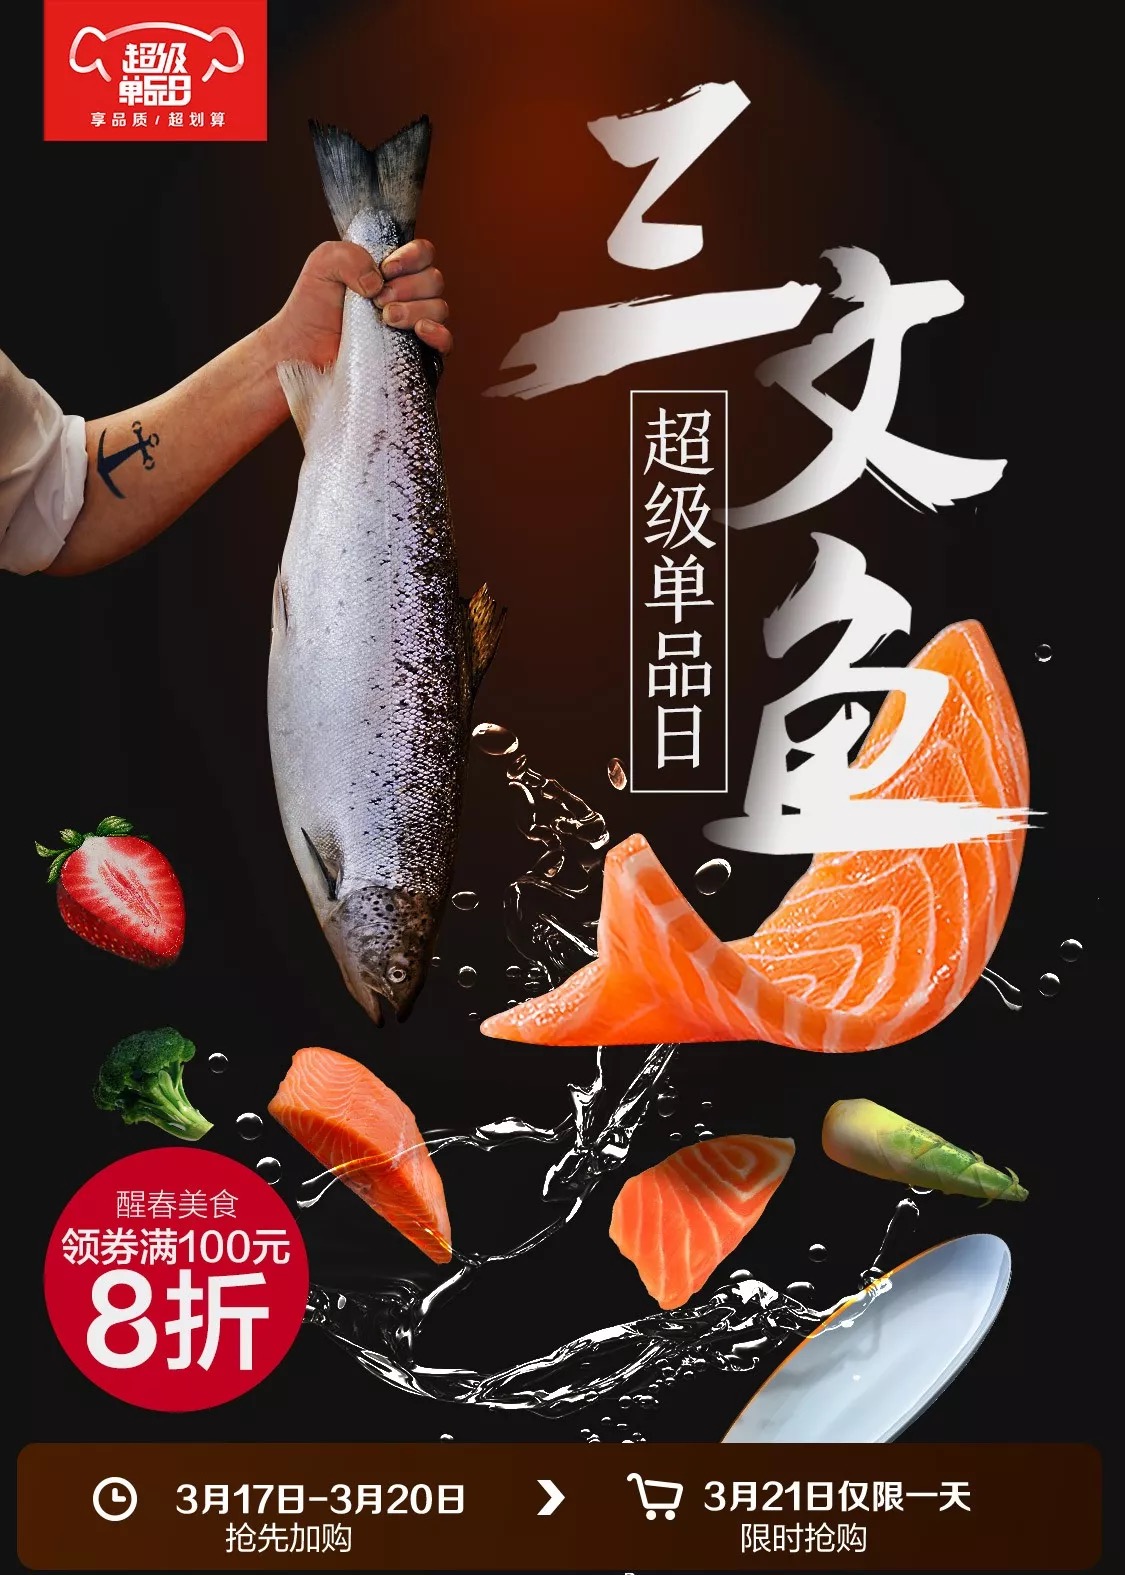 超级
单品日
享品质/超划算
三文鱼
超级单品日
醒春美食
领券满100元
8折
3月17日-3月20日
抢先加购
3月21日仅限一天
限时抢购